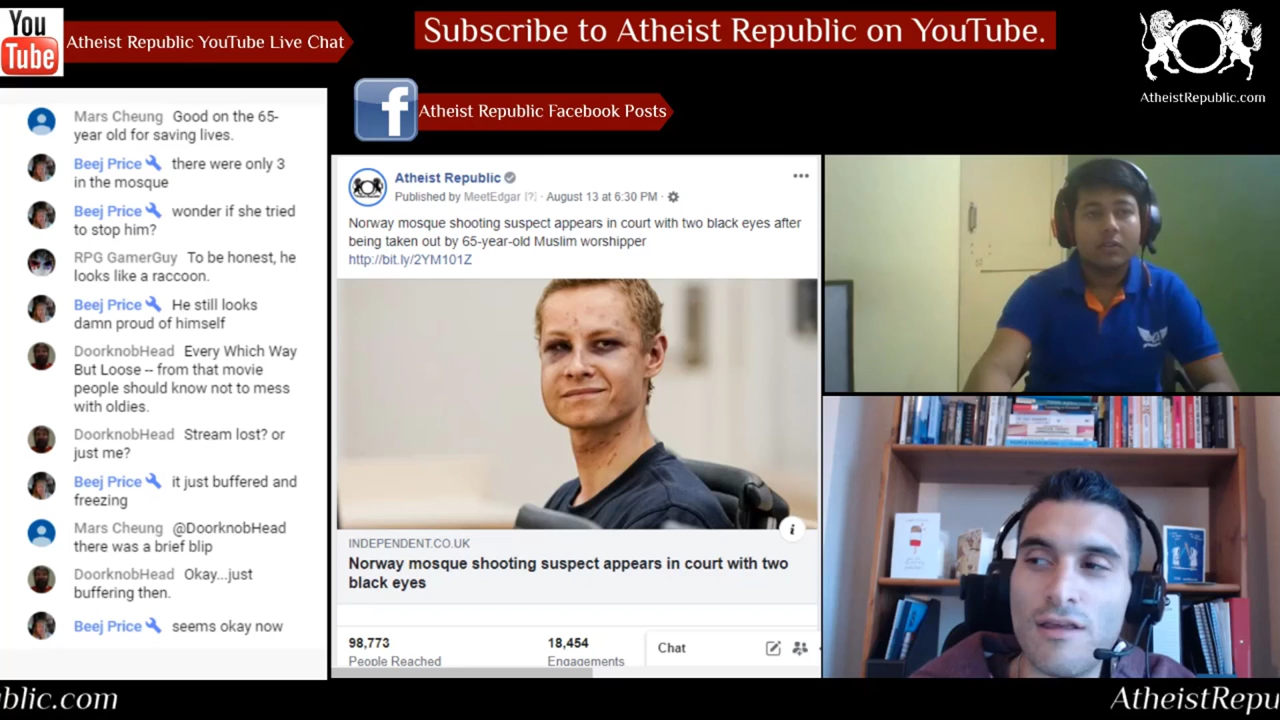 You
Tube
Atheist Republic YouTube Live Chat
Subscribe to Atheist Republic on YouTube.
AtheistRepublic.com
f
Atheist Republic Facebook Posts
Mars Cheung Good on the 65-
year old for saving lives.
Beej Price there were only 3
in the mosque
Beej Price wonder if she tried
to stop him?
RPG GamerGuy To be honest, he
looks like a raccoon.
Beej Price He still looks
damn proud of himself
DoorknobHead Every Which Way
But Loose -- from that movie
people should know not to mess
with oldies.
DoorknobHead Stream lost? or
just me?
Beej Price it just buffered and
freezing
Mars Cheung @DoorknobHead
there was a brief blip
DoorknobHead Okay...just
buffering then.
Beej Price seems okay now
Atheist Republic
Published by MeetEdgar [?] · August 13 at 6:30 PM ·
Norway mosque shooting suspect appears in court with two black eyes after
being taken out by 65-year-old Muslim worshipper
http://bit.ly/2YM101Z
i
INDEPENDENT.CO.UK
Norway mosque shooting suspect appears in court with two
black eyes
98,773
People Reached
18,454
Engagements
Chat
blic.com
AtheistRepu